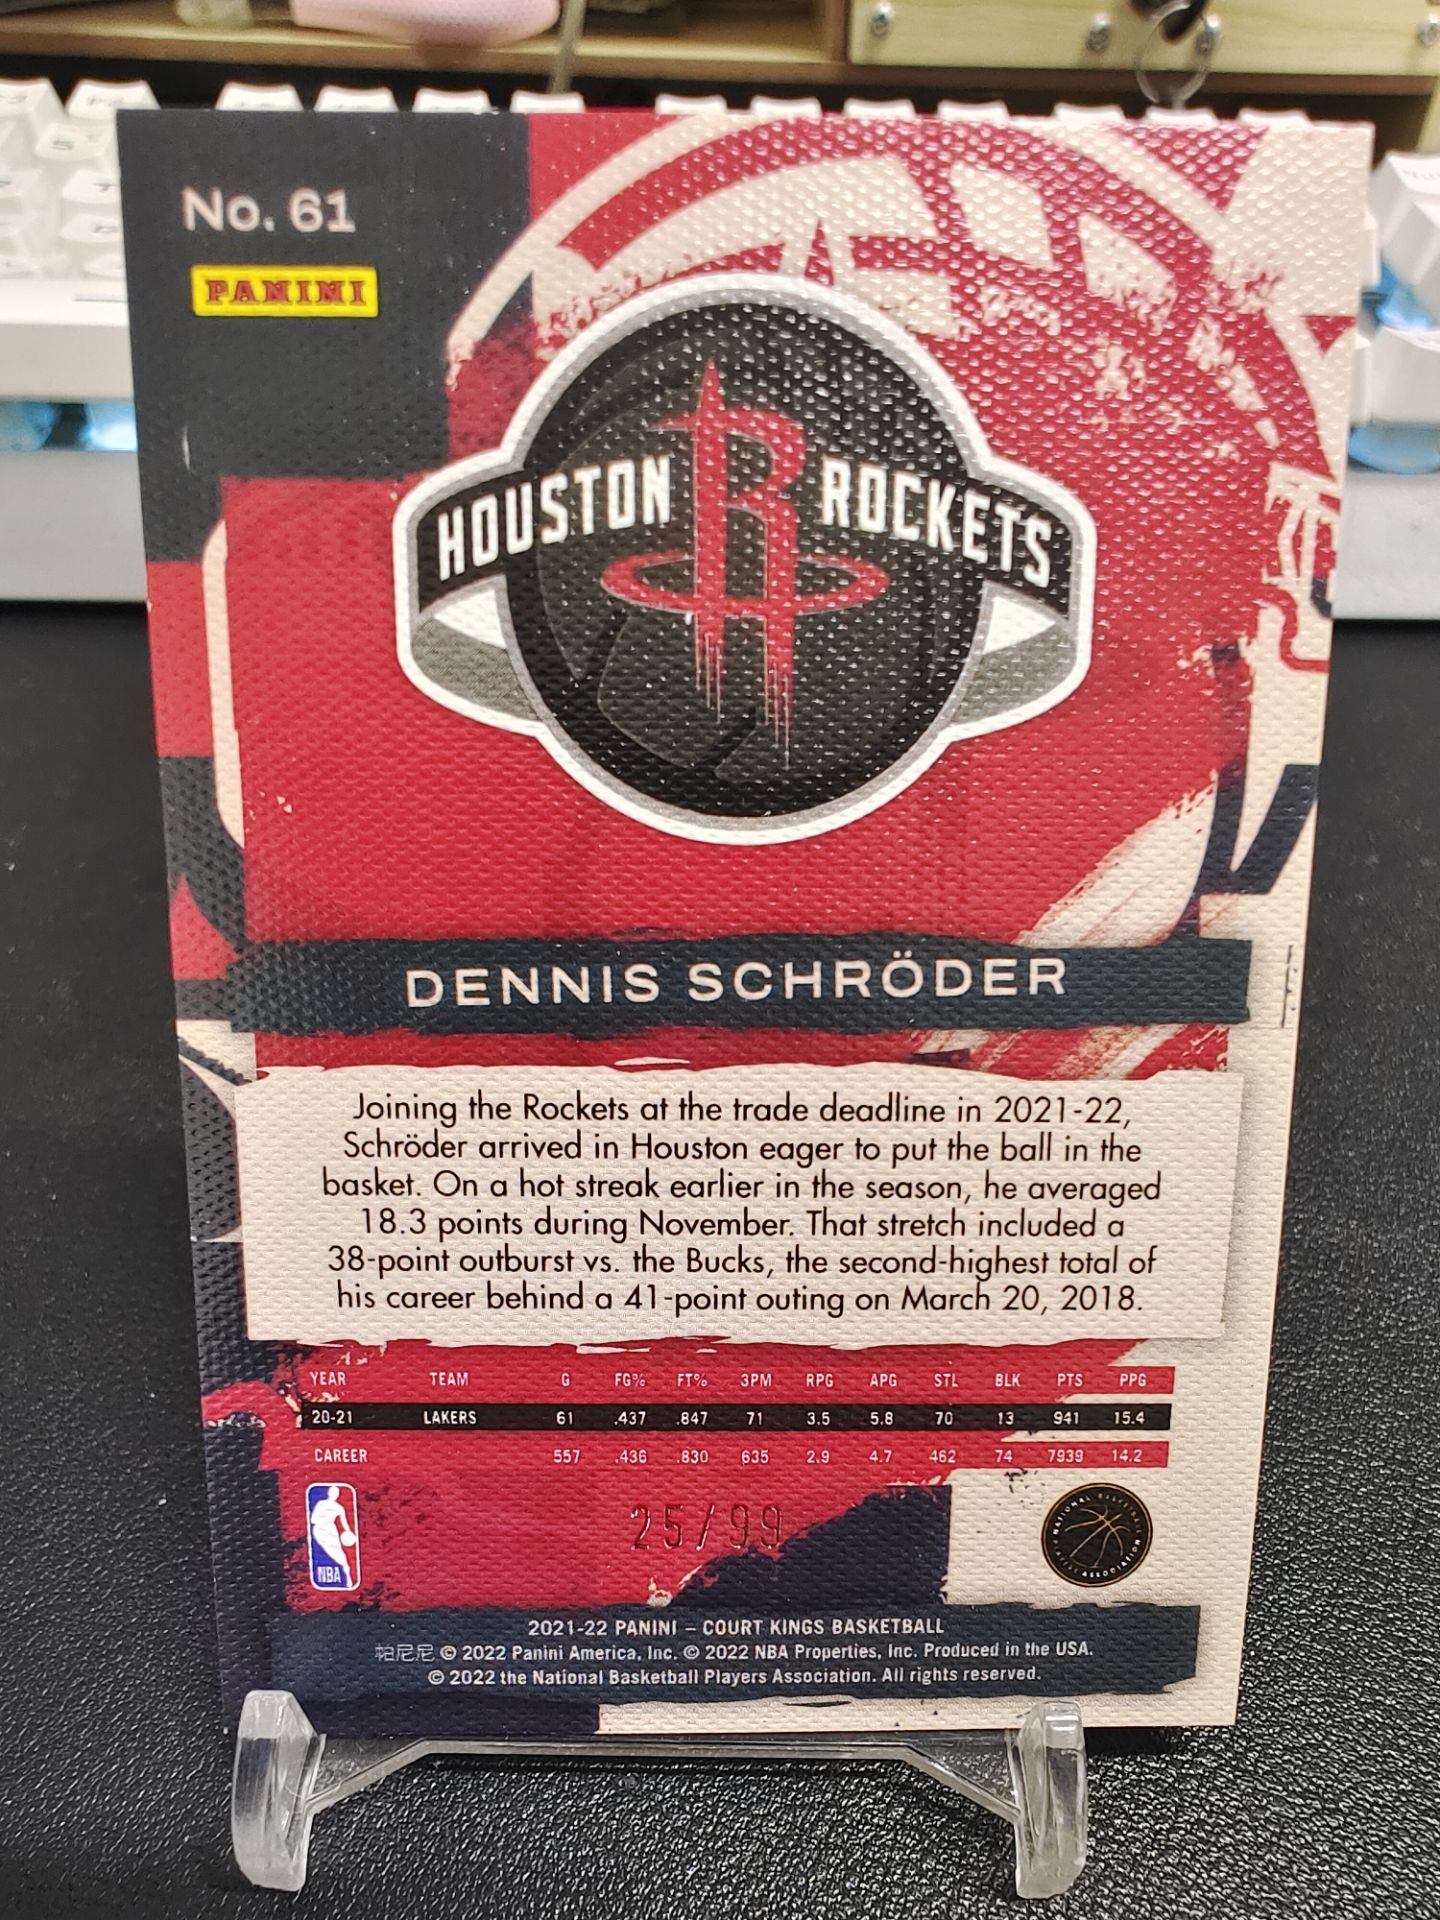 No. 61
PANINI
HOUSTON ROCKETS
DENNIS SCHRÖDER
Joining the Rockets at the trade deadline in 2021-22,
Schröder arrived in Houston eager to put the ball in the
basket. On a hot streak earlier in the season, he averaged
18.3 points during November. That stretch included a
38-point outburst vs. the Bucks, the second-highest total of
his career behind a 41-point outing on March 20, 2018.
YEAR TEAM G FG% FT% 3PM RPG APG STL BLK PTS PPG
20-21 LAKERS 61 .437 .847 71 3.5 5.8 70 13 941 15.4
CAREER 557 .436 .830 635 2.9 4.7 462 74 7939 14.2
25/99
NBA
NATIONAL BASKETBALL
PLAYERS ASSOCIATION
2021-22 PANINI – COURT KINGS BASKETBALL
帕尼尼 © 2022 Panini America, Inc. © 2022 NBA Properties, Inc. Produced in the USA.
© 2022 the National Basketball Players Association. All rights reserved.